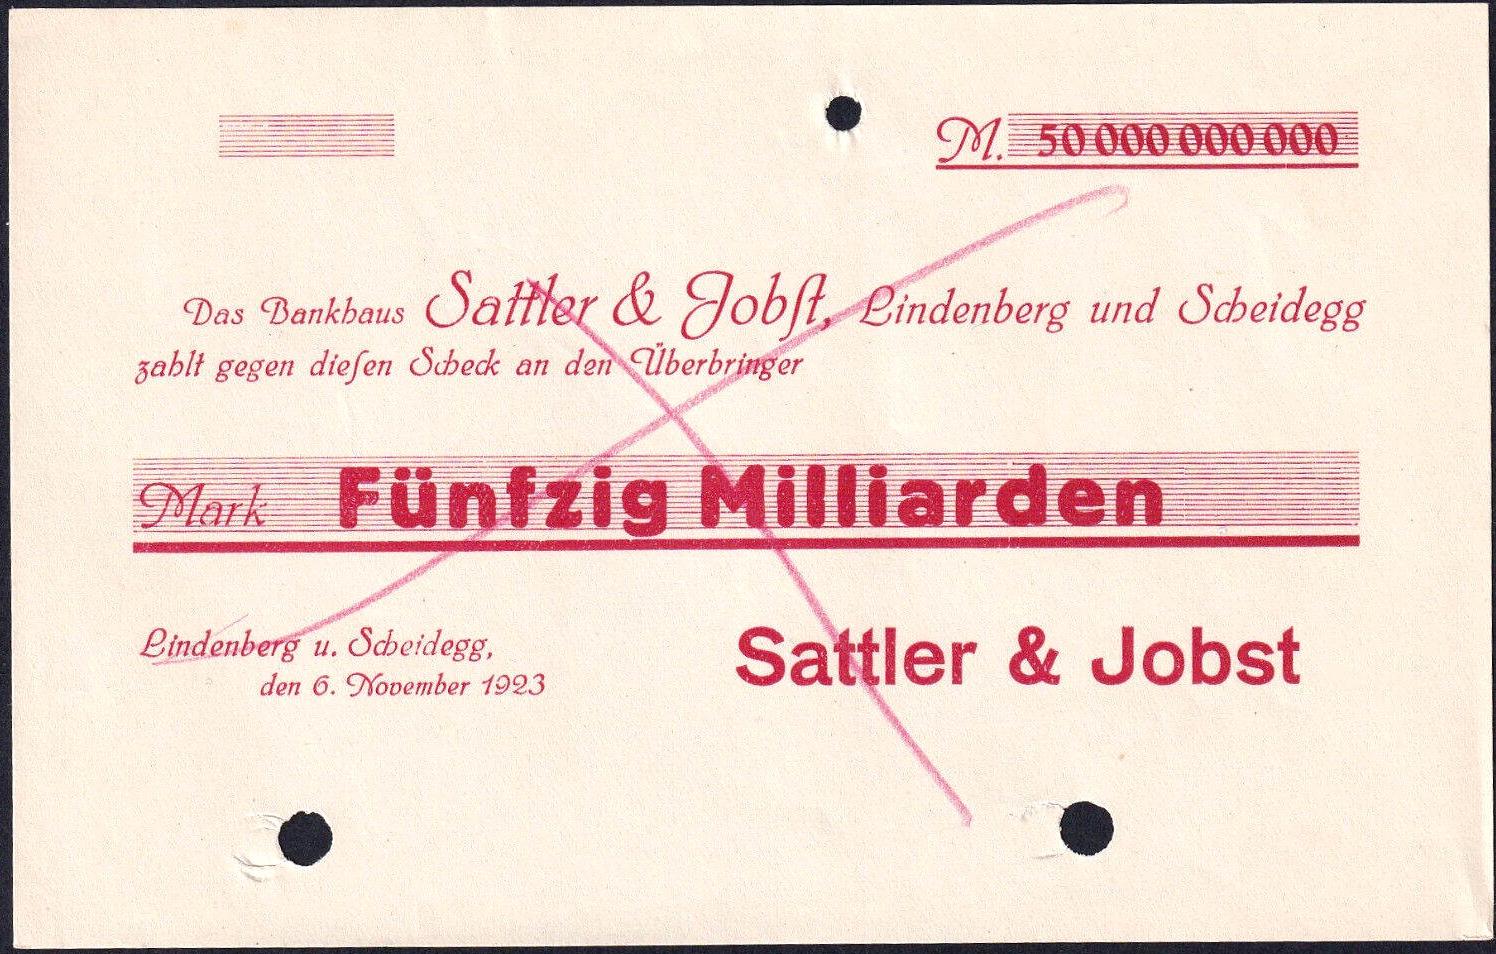 M. 50 000 000 000
Das Bankhaus Sattler & Jobſt, Lindenberg und Scheidegg
zahlt gegen dieſen Scheck an den Überbringer
Mark Fünfzig Milliarden
Lindenberg u. Scheidegg,
den 6. November 1923
Sattler & Jobst